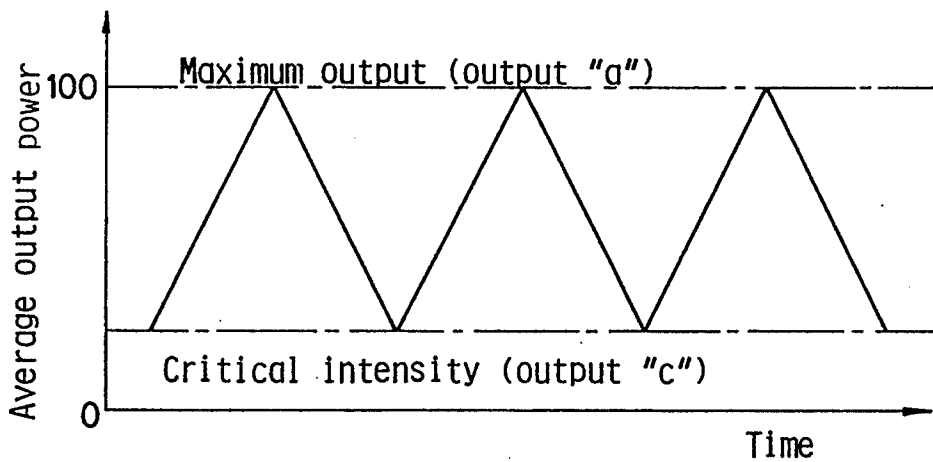 Average output power
100
Maximum output (output "a")
Critical intensity (output "c")
0
Time